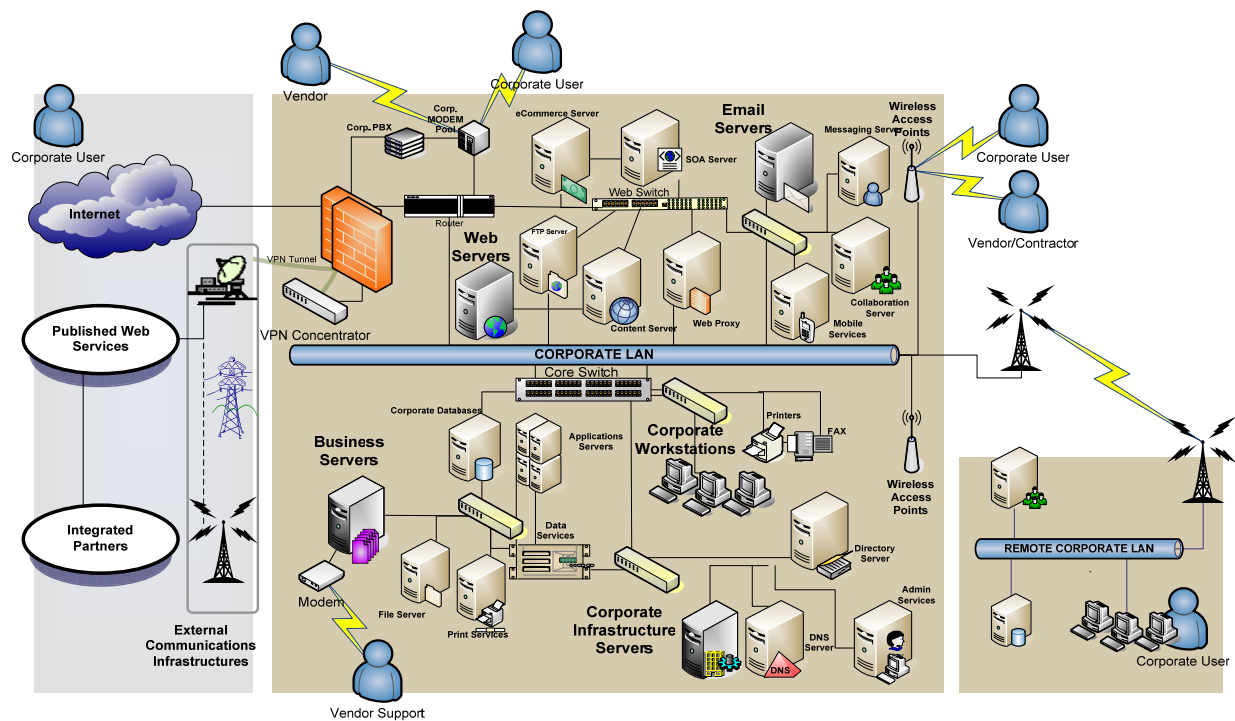 Corporate User
Internet
Published Web
Services
Integrated
Partners
External
Communications
Infrastructures
VPN Tunnel
VPN Concentrator
Vendor
Corporate User
Corp.
MODEM
Pool
Corp. PBX
Router
eCommerce Server
SOA Server
Web Switch
Email
Servers
Messaging Server
Wireless
Access
Points
Corporate User
Vendor/Contractor
Web
Servers
FTP Server
Content Server
Web Proxy
Mobile
Services
Collaboration
Server
CORPORATE LAN
Core Switch
Corporate Databases
Applications
Servers
Business
Servers
Corporate
Workstations
Printers
FAX
Wireless
Access
Points
Data
Services
Modem
File Server
Print Services
Vendor Support
Directory
Server
Corporate
Infrastructure
Servers
DNS
Server
DNS
Admin
Services
REMOTE CORPORATE LAN
Corporate User